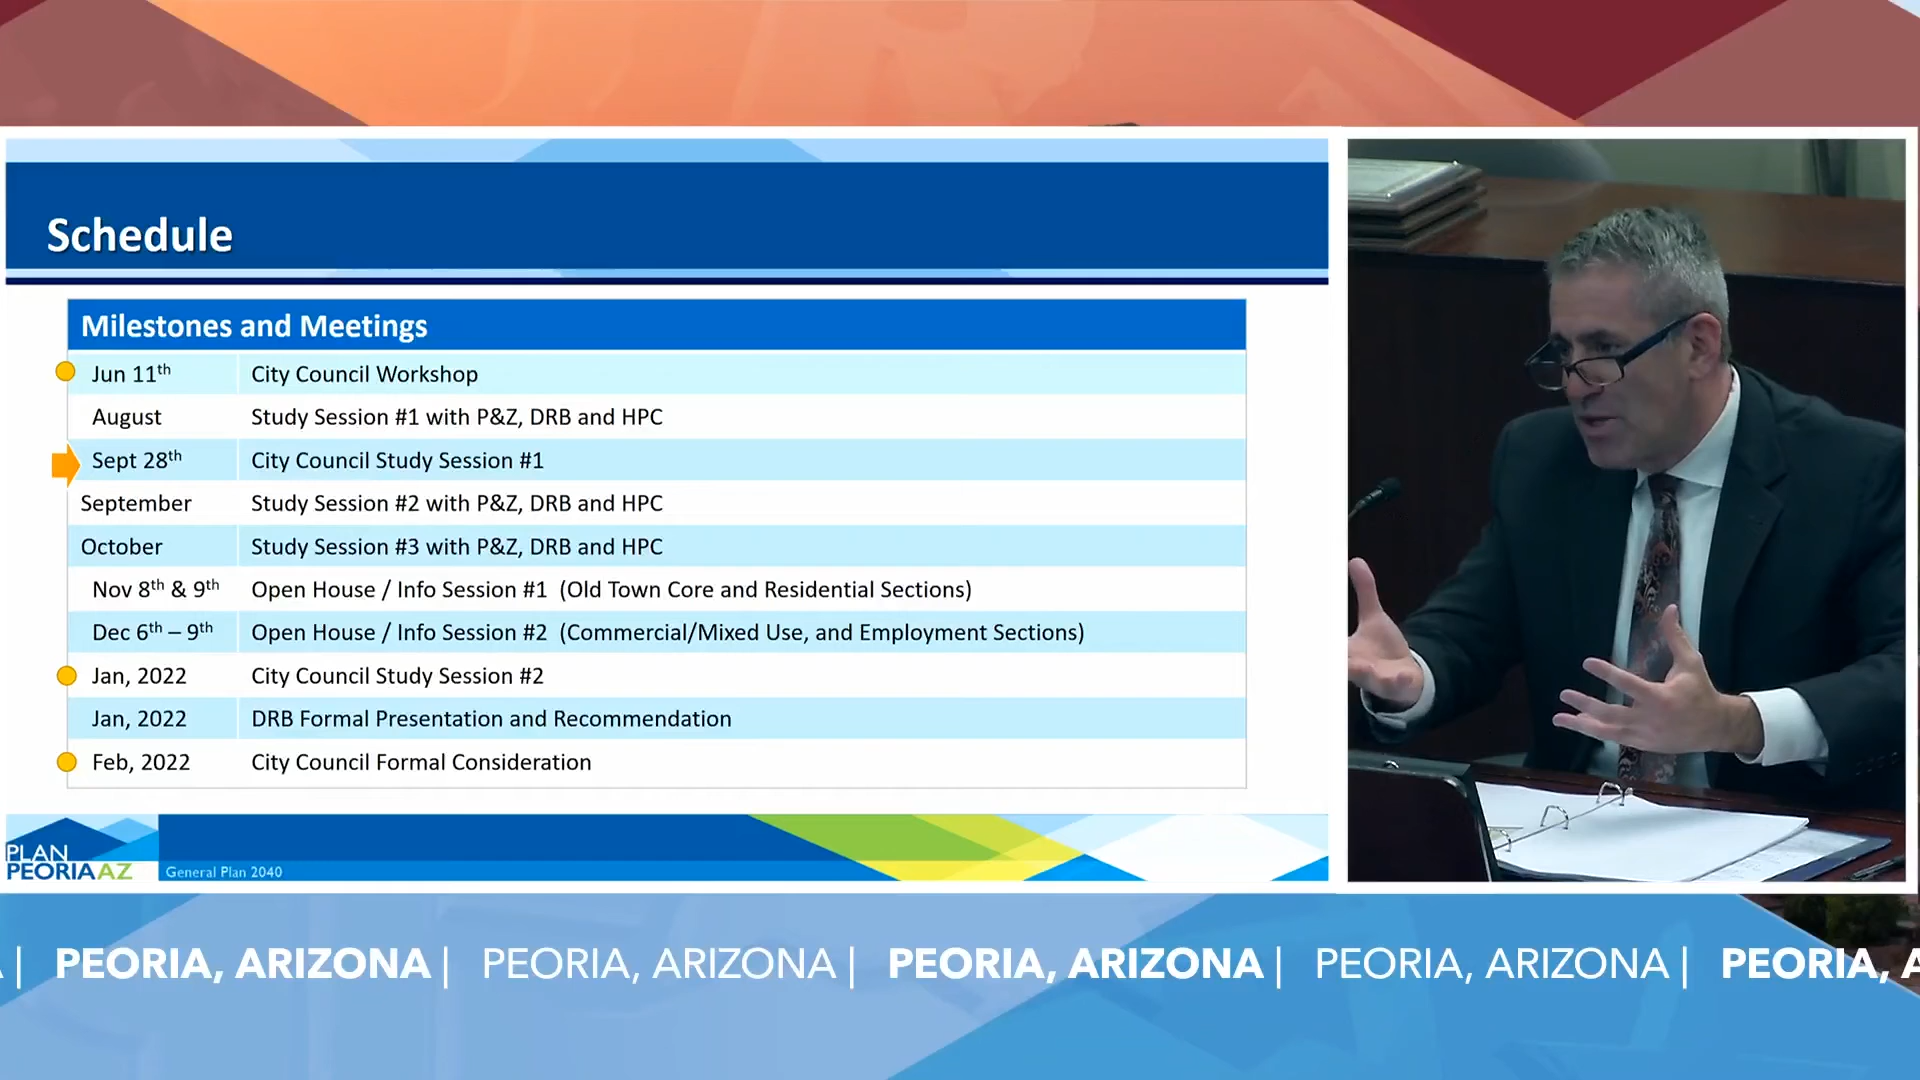 Schedule
Milestones and Meetings
Jun 11th City Council Workshop
August Study Session #1 with P&Z, DRB and HPC
Sept 28th City Council Study Session #1
September Study Session #2 with P&Z, DRB and HPC
October Study Session #3 with P&Z, DRB and HPC
Nov 8th & 9th Open House / Info Session #1 (Old Town Core and Residential Sections)
Dec 6th – 9th Open House / Info Session #2 (Commercial/Mixed Use, and Employment Sections)
Jan, 2022 City Council Study Session #2
Jan, 2022 DRB Formal Presentation and Recommendation
Feb, 2022 City Council Formal Consideration
PLAN
PEORIAAZ
General Plan 2040
A | PEORIA, ARIZONA | PEORIA, ARIZONA | PEORIA, ARIZONA | PEORIA, ARIZONA | PEORIA, A